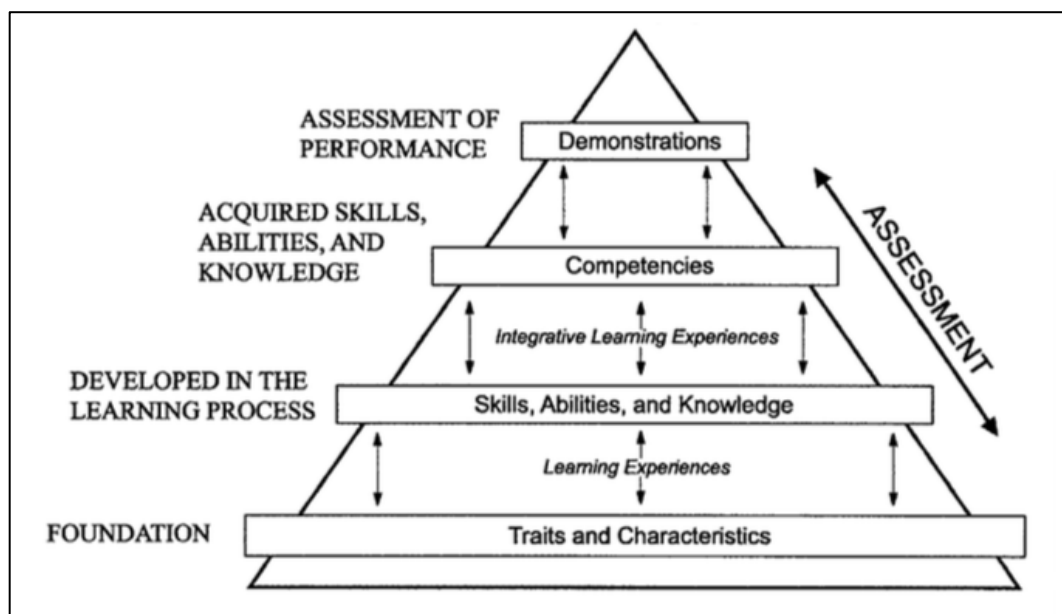 ASSESSMENT OF
PERFORMANCE
Demonstrations
ACQUIRED SKILLS,
ABILITIES, AND
KNOWLEDGE
Competencies
ASSESSMENT
Integrative Learning Experiences
DEVELOPED IN THE
LEARNING PROCESS
Skills, Abilities, and Knowledge
Learning Experiences
FOUNDATION
Traits and Characteristics